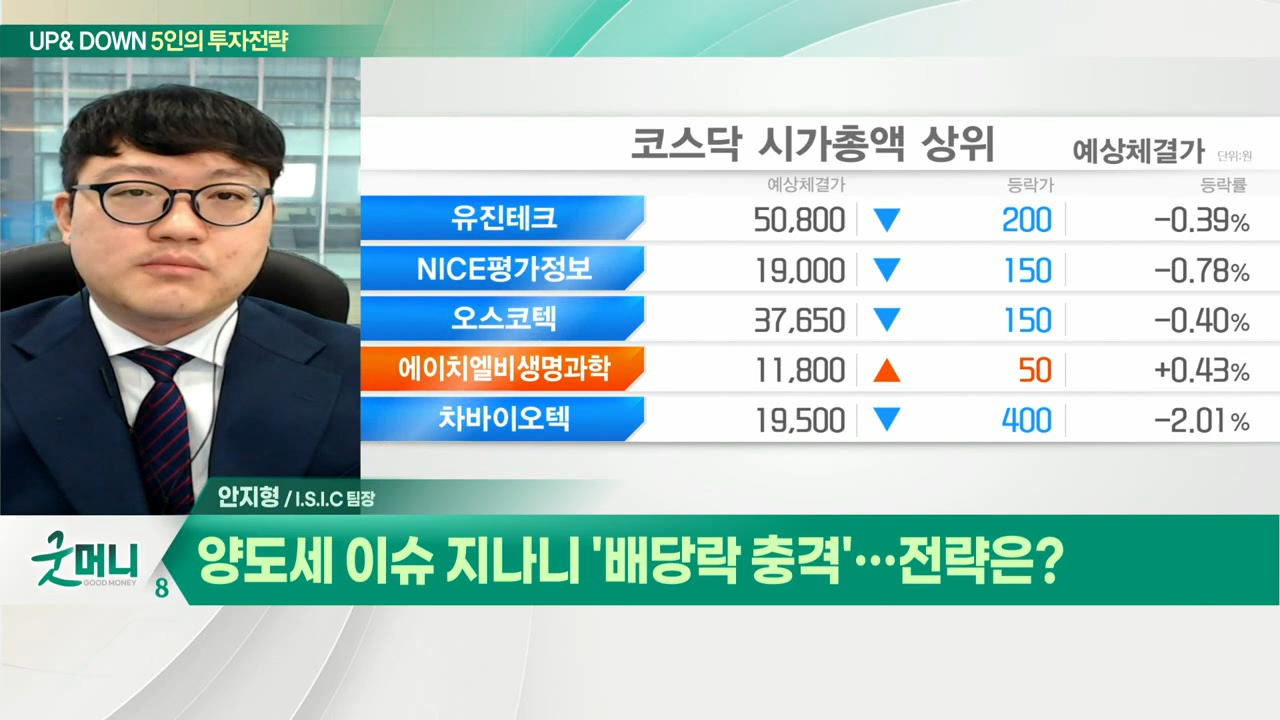 UP& DOWN 5인의 투자전략
코스닥 시가총액 상위 예상체결가 단위:원
예상체결가 등락가 등락률
유진테크 50,800 ▼ 200 -0.39%
NICE평가정보 19,000 ▼ 150 -0.78%
오스코텍 37,650 ▼ 150 -0.40%
에이치엘비생명과학 11,800 ▲ 50 +0.43%
차바이오텍 19,500 ▼ 400 -2.01%
안지형 / I.S.I.C 팀장
굿머니
GOOD MONEY
8
양도세 이슈 지나니 '배당락 충격'…전략은?